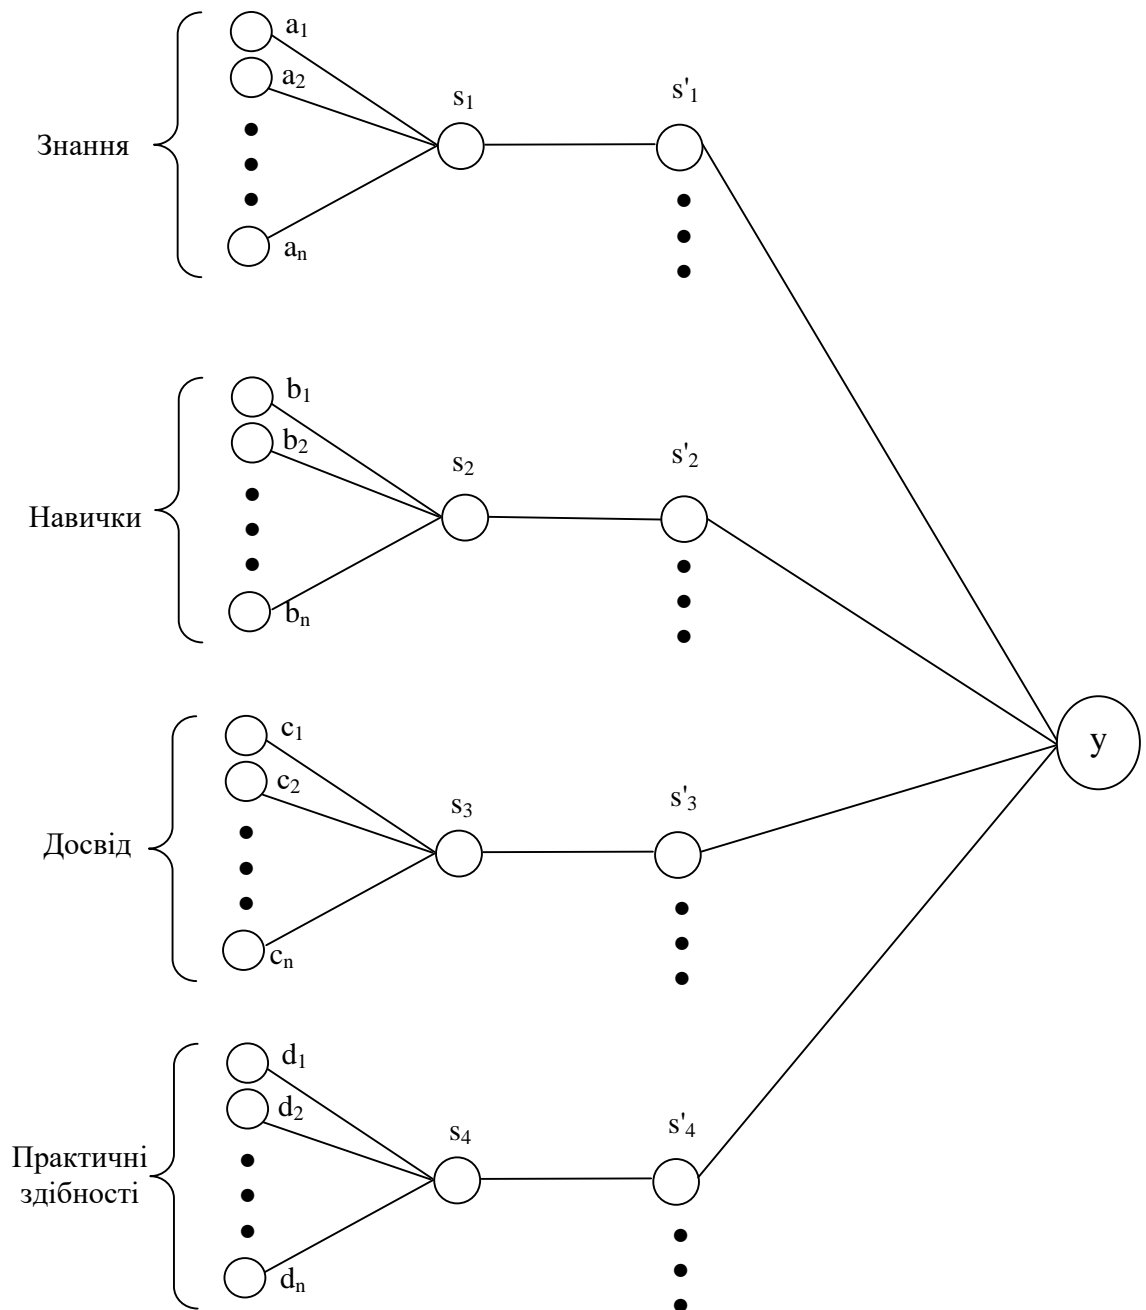 a₁
a₂
s₁
s'₁
Знання
aₙ
b₁
b₂
s₂
s'₂
Навички
bₙ
c₁
c₂
s₃
s'₃
y
Досвід
cₙ
d₁
d₂
s₄
s'₄
Практичні
здібності
dₙ